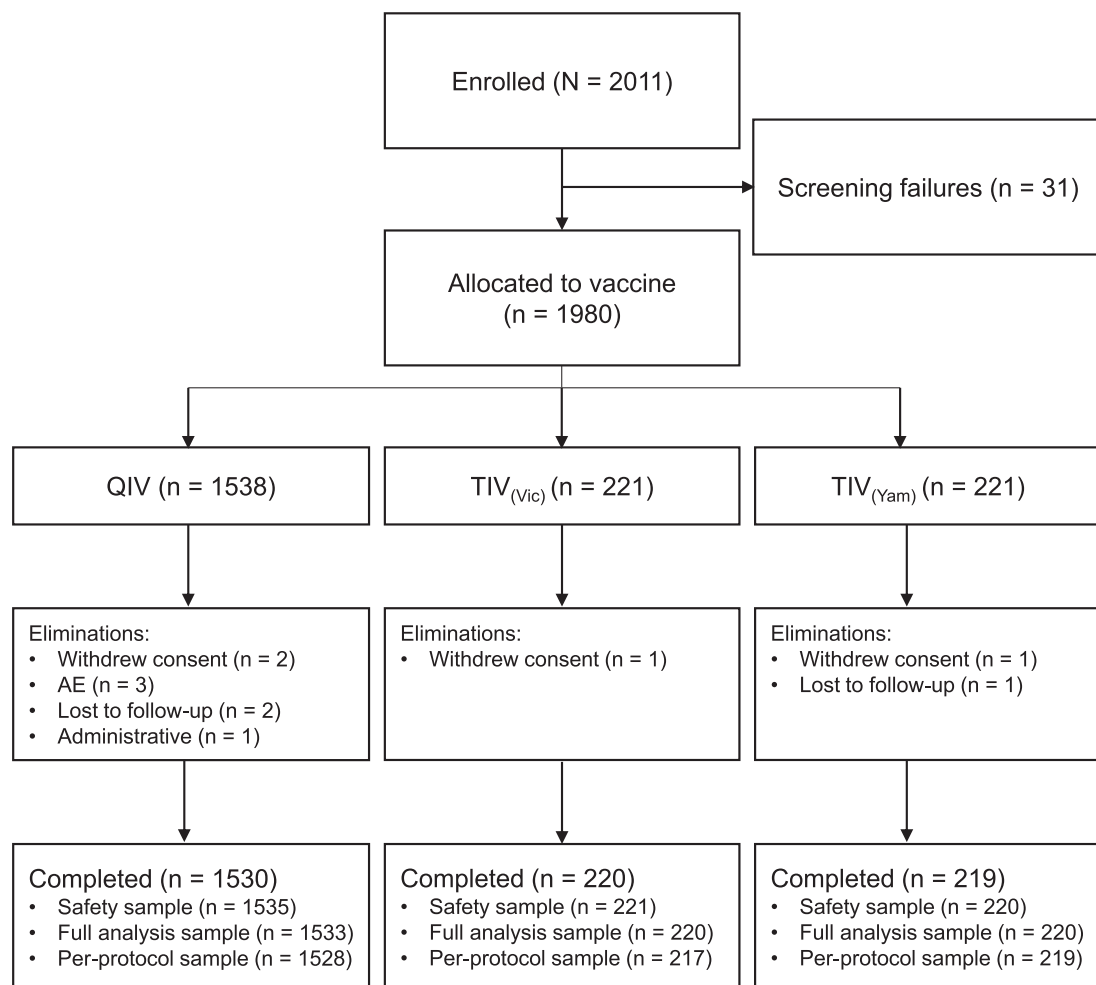 Enrolled (N = 2011)
Screening failures (n = 31)
Allocated to vaccine
(n = 1980)
QIV (n = 1538)
TIV(Vic) (n = 221)
TIV(Yam) (n = 221)
Eliminations:
• Withdrew consent (n = 2)
• AE (n = 3)
• Lost to follow-up (n = 2)
• Administrative (n = 1)
Eliminations:
• Withdrew consent (n = 1)
Eliminations:
• Withdrew consent (n = 1)
• Lost to follow-up (n = 1)
Completed (n = 1530)
• Safety sample (n = 1535)
• Full analysis sample (n = 1533)
• Per-protocol sample (n = 1528)
Completed (n = 220)
• Safety sample (n = 221)
• Full analysis sample (n = 220)
• Per-protocol sample (n = 217)
Completed (n = 219)
• Safety sample (n = 220)
• Full analysis sample (n = 220)
• Per-protocol sample (n = 219)